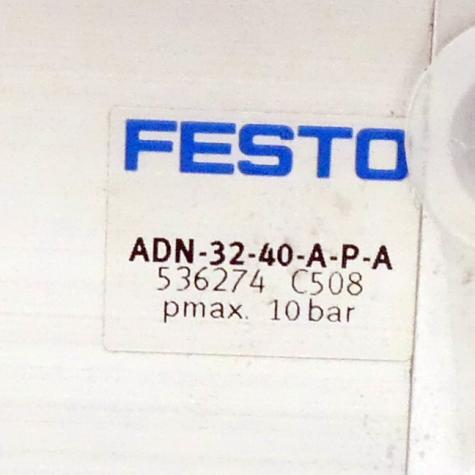 FESTO
ADN-32-40-A-P-A
536274 C508
pmax. 10 bar